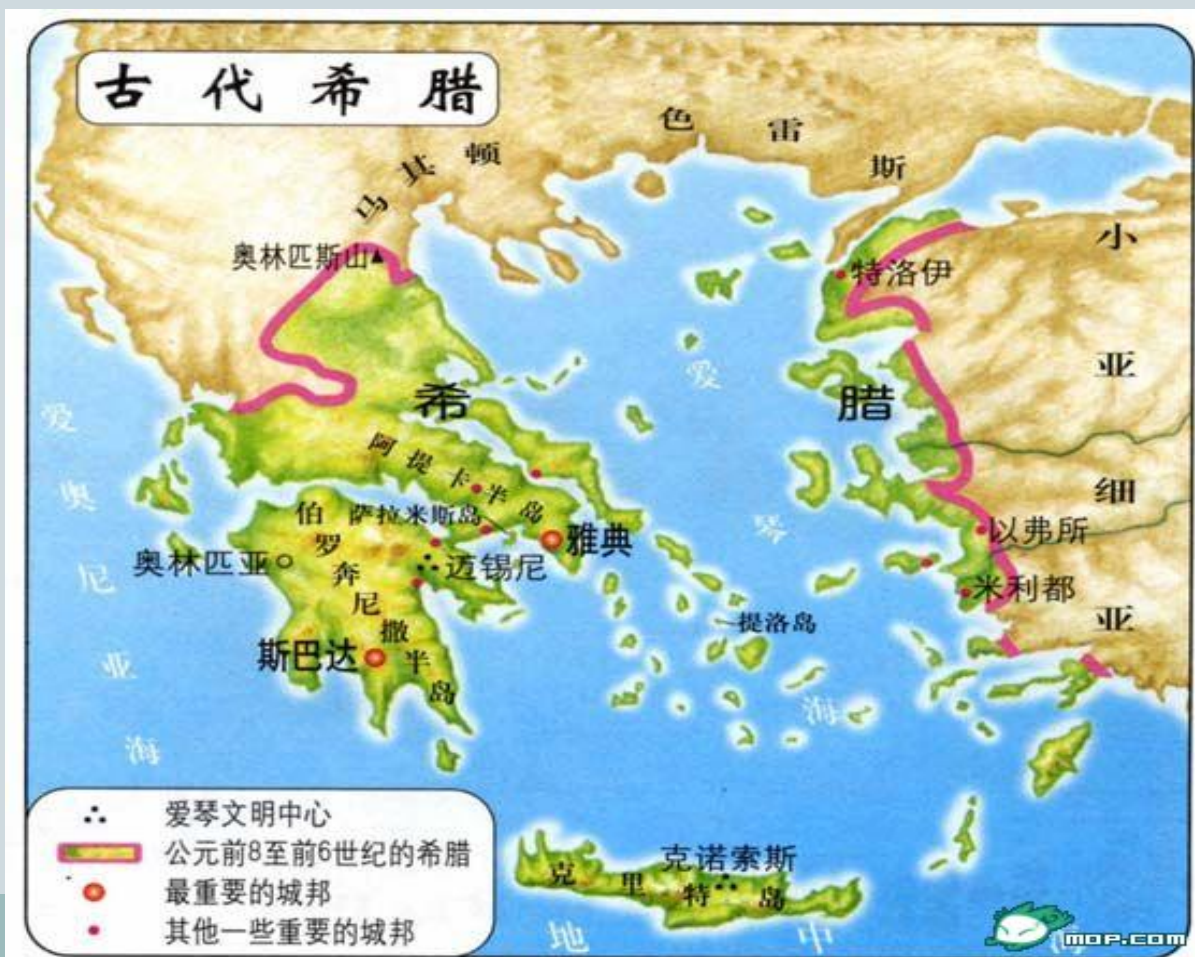 古代希腊
色雷斯
马其顿
奥林匹斯山
小亚细亚
特洛伊
爱琴海
希腊
爱奥尼亚海
阿提卡半岛
伯罗奔尼撒半岛
萨拉米斯岛
雅典
以弗所
奥林匹亚
迈锡尼
米利都
提洛岛
斯巴达
克诺索斯
克里特岛
地中海
爱琴文明中心
公元前8至前6世纪的希腊
最重要的城邦
其他一些重要的城邦
mop.com